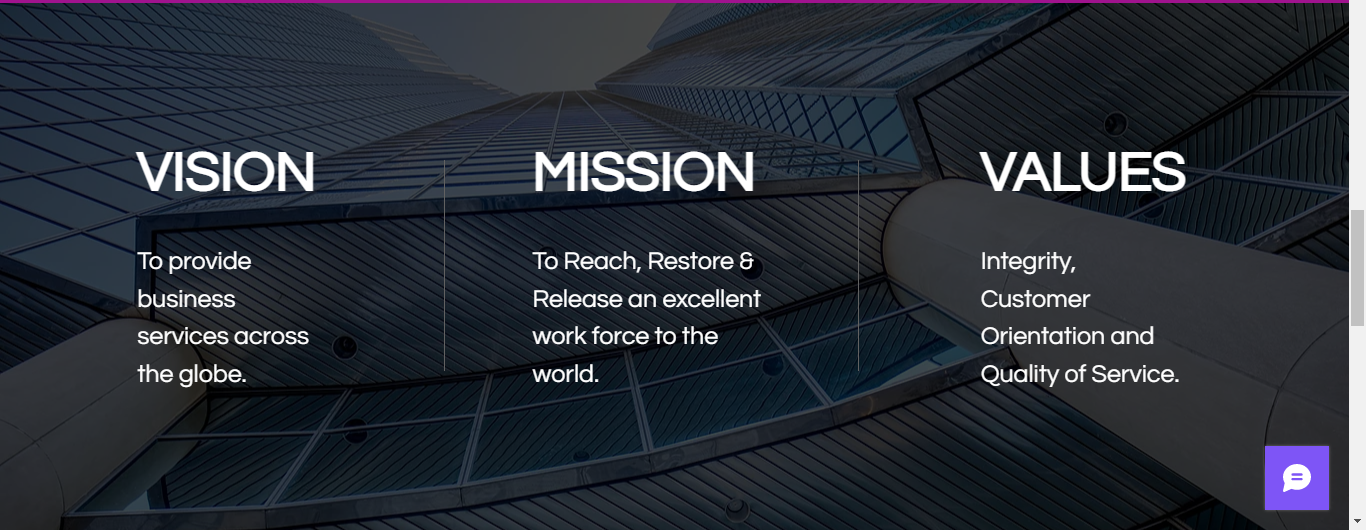 VISION
To provide
business
services across
the globe.
MISSION
To Reach, Restore &
Release an excellent
work force to the
world.
VALUES
Integrity,
Customer
Orientation and
Quality of Service.